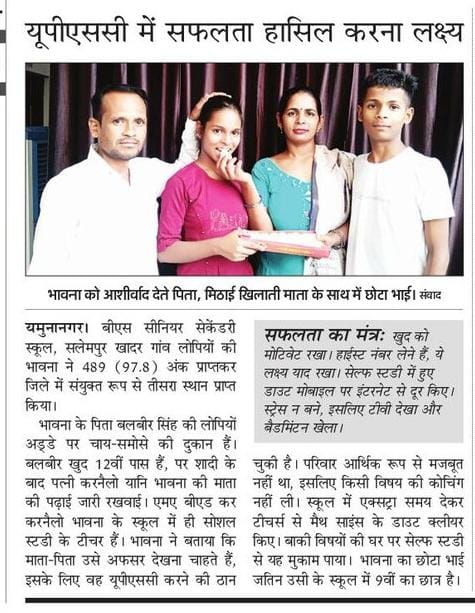 यूपीएससी में सफलता हासिल करना लक्ष्य
भावना को आशीर्वाद देते पिता, मिठाई खिलाती माता के साथ में छोटा भाई। संवाद
यमुनानगर। बीएस सीनियर सेकेंडरी
स्कूल, सलेमपुर खादर गांव लोपियों की
भावना ने 489 (97.8) अंक प्राप्तकर
जिले में संयुक्त रूप से तीसरा स्थान प्राप्त
किया।
भावना के पिता बलबीर सिंह की लोपियों
अड्डे पर चाय-समोसे की दुकान हैं।
बलबीर खुद 12वीं पास हैं, पर शादी के
बाद पत्नी करनैलो यानि भावना की माता
की पढ़ाई जारी रखवाई। एमए बीएड कर
करनैलो भावना के स्कूल में ही सोशल
स्टडी के टीचर हैं। भावना ने बताया कि
माता-पिता उसे अफसर देखना चाहते हैं,
इसके लिए वह यूपीएससी करने की ठान
सफलता का मंत्र: खुद को
मोटिवेट रखा। हाईस्ट नंबर लेने हैं, ये
लक्ष्य याद रखा। सेल्फ स्टडी में हुए
डाउट मोबाइल पर इंटरनेट से दूर किए।
स्ट्रेस न बने, इसलिए टीवी देखा और
बैडमिंटन खेला।
चुकी है। परिवार आर्थिक रूप से मजबूत
नहीं था, इसलिए किसी विषय की कोचिंग
नहीं ली। स्कूल में एक्सट्रा समय देकर
टीचर्स से मैथ साइंस के डाउट क्लीयर
किए। बाकी विषयों की घर पर सेल्फ स्टडी
से यह मुकाम पाया। भावना का छोटा भाई
जतिन उसी के स्कूल में 9वीं का छात्र है।